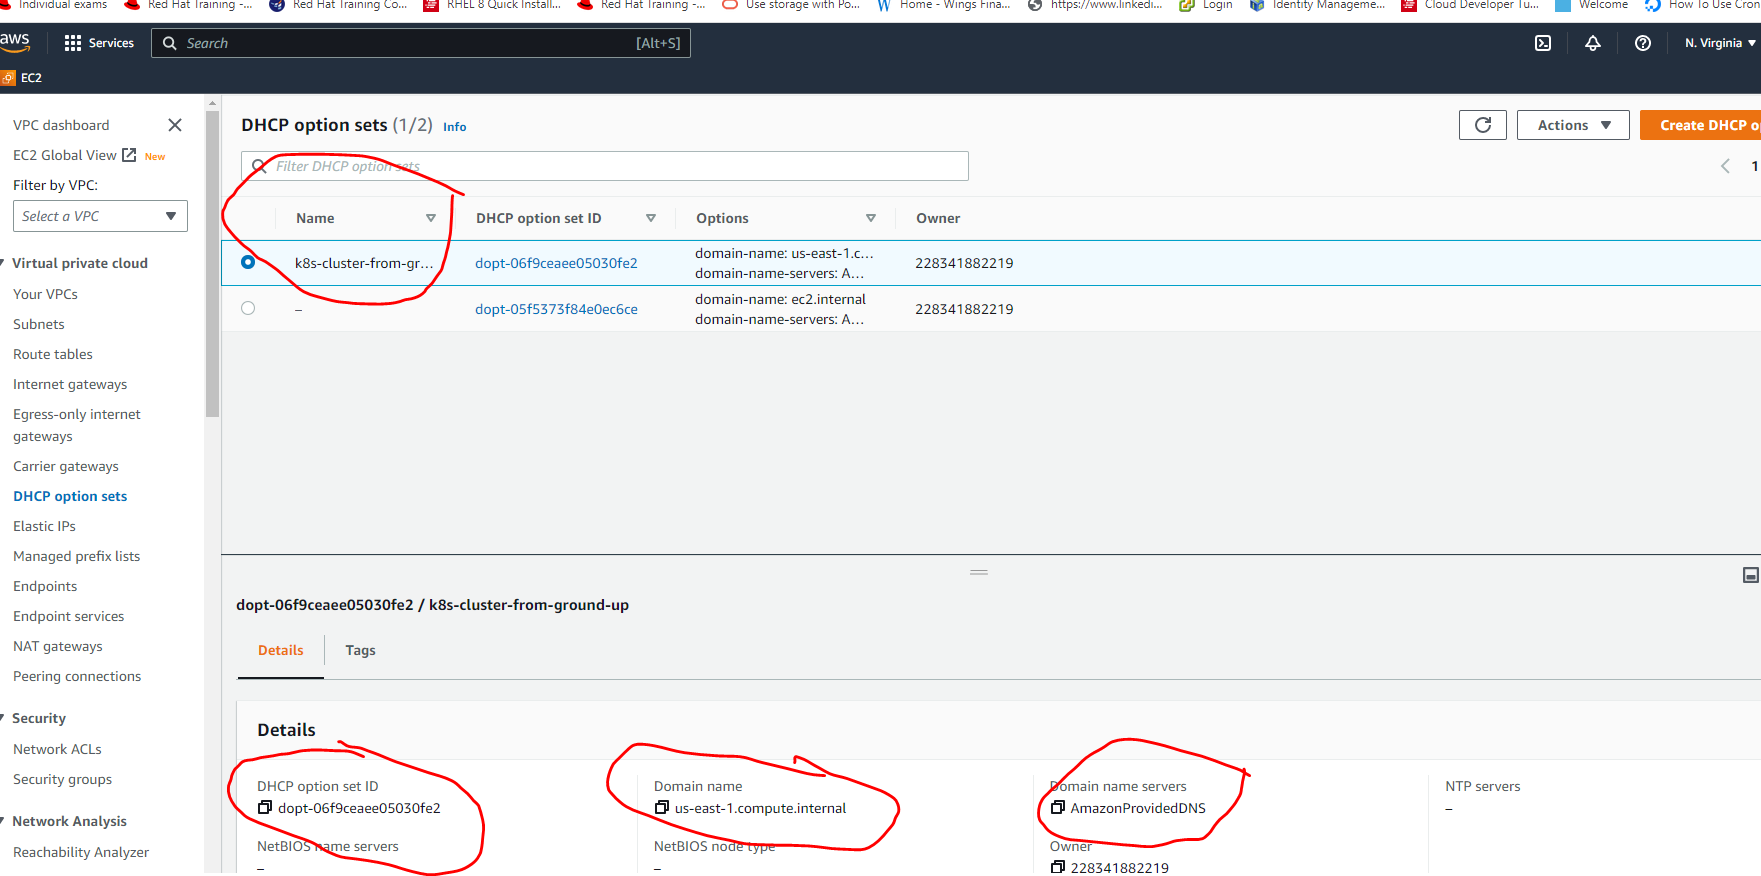 Individual exams Red Hat Training -... Red Hat Training Co... RHEL 8 Quick Install... Red Hat Training -... Use storage with Po... Home - Wings Fina... https://www.linkedi... Login Identity Manageme... Cloud Developer Tu... Welcome How To Use Cron
aws Services Search [Alt+S] N. Virginia
EC2
VPC dashboard
EC2 Global View New
Filter by VPC:
Select a VPC
Virtual private cloud
Your VPCs
Subnets
Route tables
Internet gateways
Egress-only internet
gateways
Carrier gateways
DHCP option sets
Elastic IPs
Managed prefix lists
Endpoints
Endpoint services
NAT gateways
Peering connections
Security
Network ACLs
Security groups
Network Analysis
Reachability Analyzer
DHCP option sets (1/2) Info
Actions
Create DHCP o
Filter DHCP option sets
1
Name DHCP option set ID Options Owner
k8s-cluster-from-gr... dopt-06f9ceaee05030fe2 domain-name: us-east-1.c... 228341882219
domain-name-servers: A...
– dopt-05f5373f84e0ec6ce domain-name: ec2.internal 228341882219
domain-name-servers: A...
dopt-06f9ceaee05030fe2 / k8s-cluster-from-ground-up
Details Tags
Details
DHCP option set ID Domain name Domain name servers NTP servers
dopt-06f9ceaee05030fe2 us-east-1.compute.internal AmazonProvidedDNS –
NetBIOS name servers NetBIOS node type Owner
– – 228341882219